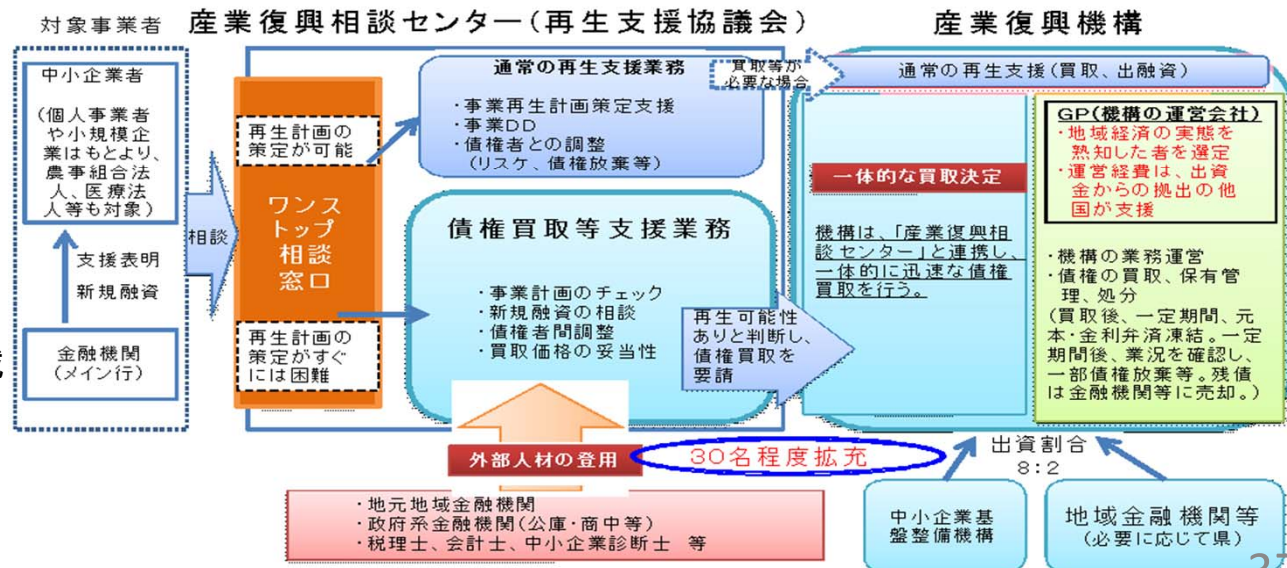 対象事業者
産業復興相談センター(再生支援協議会)
産業復興機構
中小企業者
(個人事業者
や小規模企
業はもとより、
農事組合法
人、医療法
人等も対象)
支援表明
新規融資
金融機関
(メイン行)
相談
再生計画の
策定が可能
ワンス
トップ
相談
窓口
再生計画の
策定がすぐ
には困難
通常の再生支援業務
・事業再生計画策定支援
・事業DD
・債権者との調整
(リスケ、債権放棄等)
買取等が
必要な場合
債権買取等支援業務
・事業計画のチェック
・新規融資の相談
・債権者間調整
・買取価格の妥当性
再生可能性
ありと判断し、
債権買取を
要請
外部人材の登用
30名程度拡充
・地元地域金融機関
・政府系金融機関(公庫・商中等)
・税理士、会計士、中小企業診断士 等
通常の再生支援(買取、出融資)
一体的な買取決定
機構は、「産業復興相
談センター」と連携し、
一体的に迅速な債権
買取を行う。
GP(機構の運営会社)
・地域経済の実態を
熟知した者を選定
・運営経費は、出資
金からの拠出の他
国が支援
・機構の業務運営
・債権の買取、保有管
理、処分
(買取後、一定期間、元
本・金利弁済凍結。一定
期間後、業況を確認し、
一部債権放棄等。残債
は金融機関等に売却。)
出資割合
8:2
中小企業基
盤整備機構
地域金融機関等
(必要に応じて県)